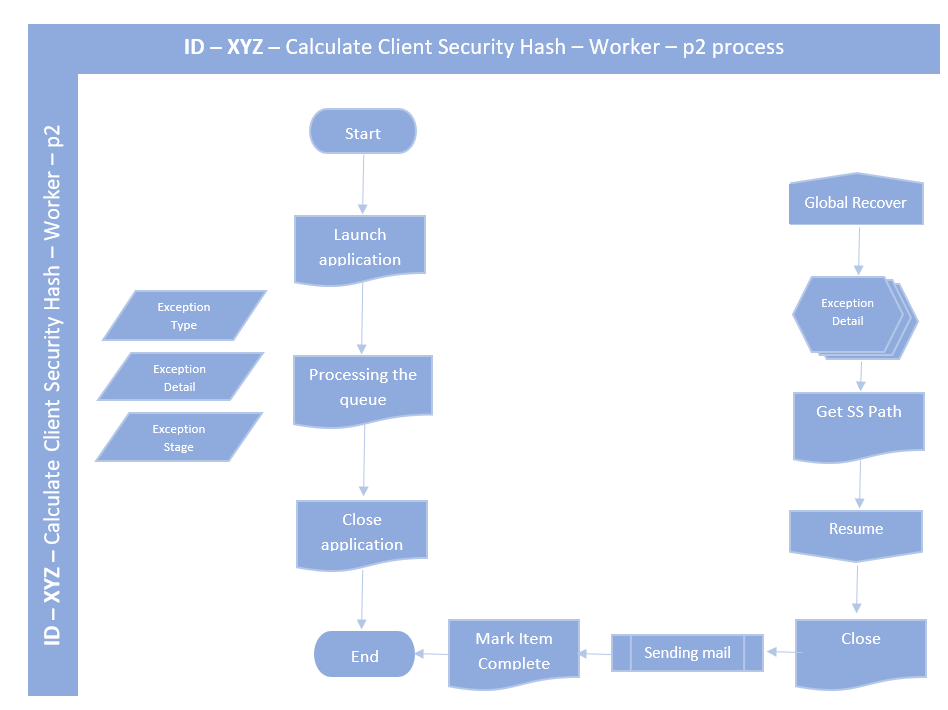 ID – XYZ – Calculate Client Security Hash – Worker – p2 process
ID – XYZ – Calculate Client Security Hash – Worker – p2
Start
Launch
application
Processing the
queue
Close
application
End
Exception
Type
Exception
Detail
Exception
Stage
Global Recover
Exception
Detail
Get SS Path
Resume
Close
Sending mail
Mark Item
Complete